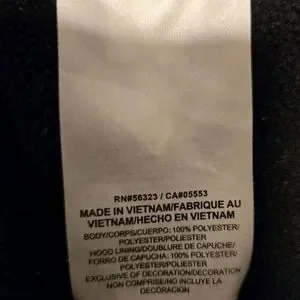 RN#56323 / CA#05553
MADE IN VIETNAM/FABRIQUE AU
VIETNAM/HECHO EN VIETNAM
BODY/CORPS/CUERPO: 100% POLYESTER/
POLYESTER/POLIESTER
HOOD LINING/DOUBLURE DE CAPUCHE/
FORRO DE CAPUCHA: 100% POLYESTER/
POLYESTER/POLIESTER
EXCLUSIVE OF DECORATION/DECORATION
NON COMPRISE/NO INCLUYE LA
DECORACION